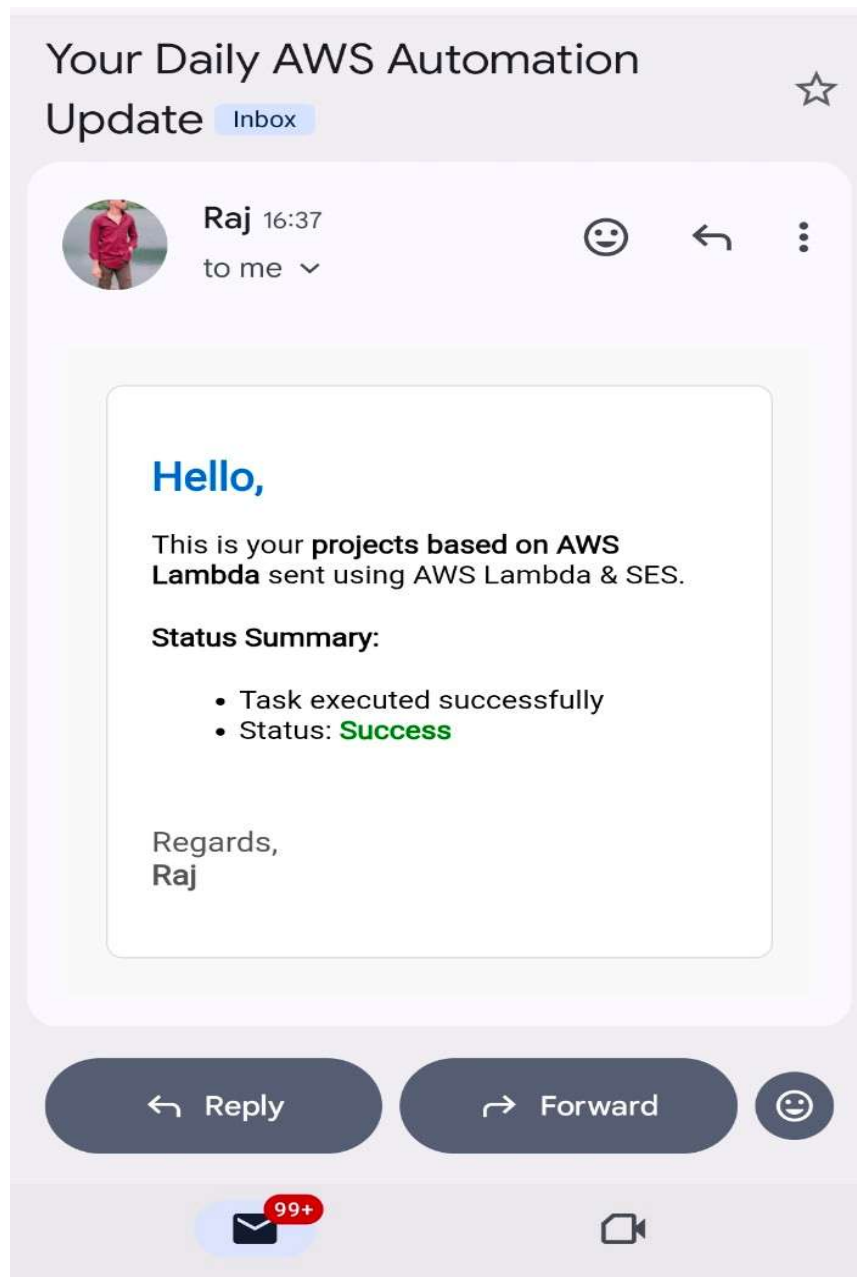 Your Daily AWS Automation
Update Inbox
Raj 16:37
to me
Hello,
This is your projects based on AWS
Lambda sent using AWS Lambda & SES.
Status Summary:
• Task executed successfully
• Status: Success
Regards,
Raj
Reply Forward
99+